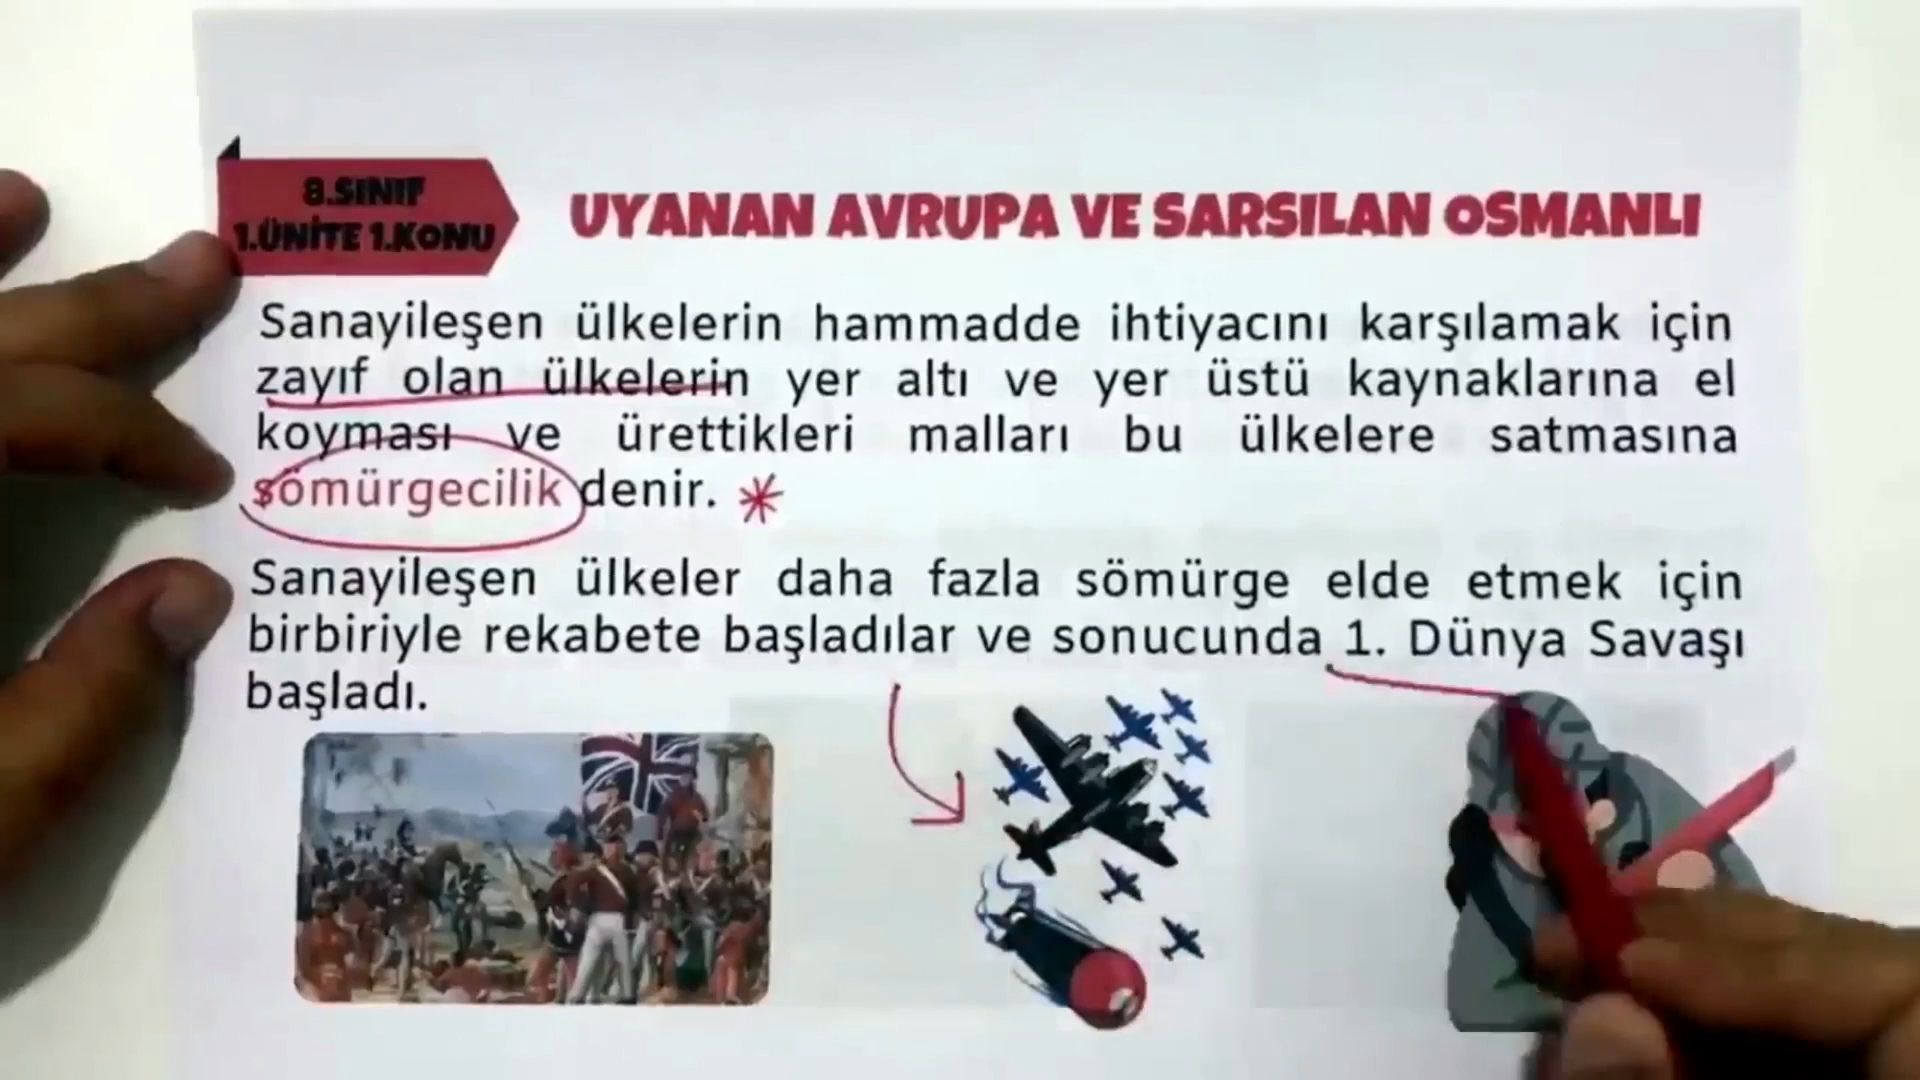 8.SINIF
1.ÜNİTE 1.KONU
UYANAN AVRUPA VE SARSILAN OSMANLI
Sanayileşen ülkelerin hammadde ihtiyacını karşılamak için
zayıf olan ülkelerin yer altı ve yer üstü kaynaklarına el
koyması ve ürettikleri malları bu ülkelere satmasına
sömürgecilik denir.
Sanayileşen ülkeler daha fazla sömürge elde etmek için
birbiriyle rekabete başladılar ve sonucunda 1. Dünya Savaşı
başladı.